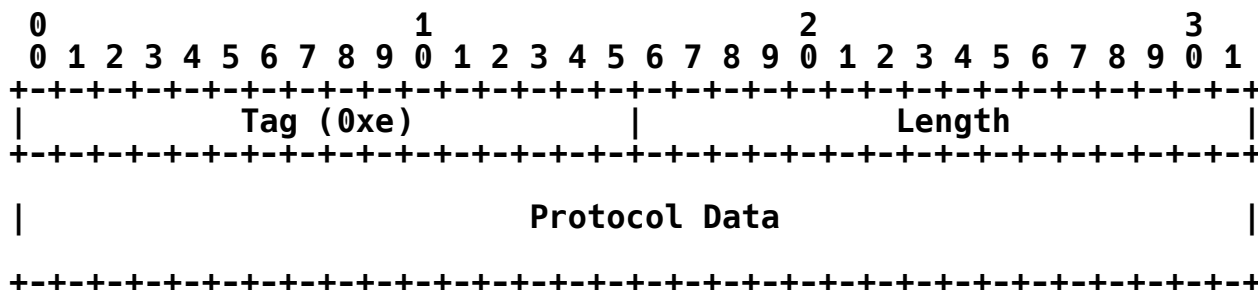 0                   1                   2                   3
 0 1 2 3 4 5 6 7 8 9 0 1 2 3 4 5 6 7 8 9 0 1 2 3 4 5 6 7 8 9 0 1
+-+-+-+-+-+-+-+-+-+-+-+-+-+-+-+-+-+-+-+-+-+-+-+-+-+-+-+-+-+-+-+-+
|           Tag (0xe)           |             Length            |
+-+-+-+-+-+-+-+-+-+-+-+-+-+-+-+-+-+-+-+-+-+-+-+-+-+-+-+-+-+-+-+-+
|                          Protocol Data                        |
+-+-+-+-+-+-+-+-+-+-+-+-+-+-+-+-+-+-+-+-+-+-+-+-+-+-+-+-+-+-+-+-+